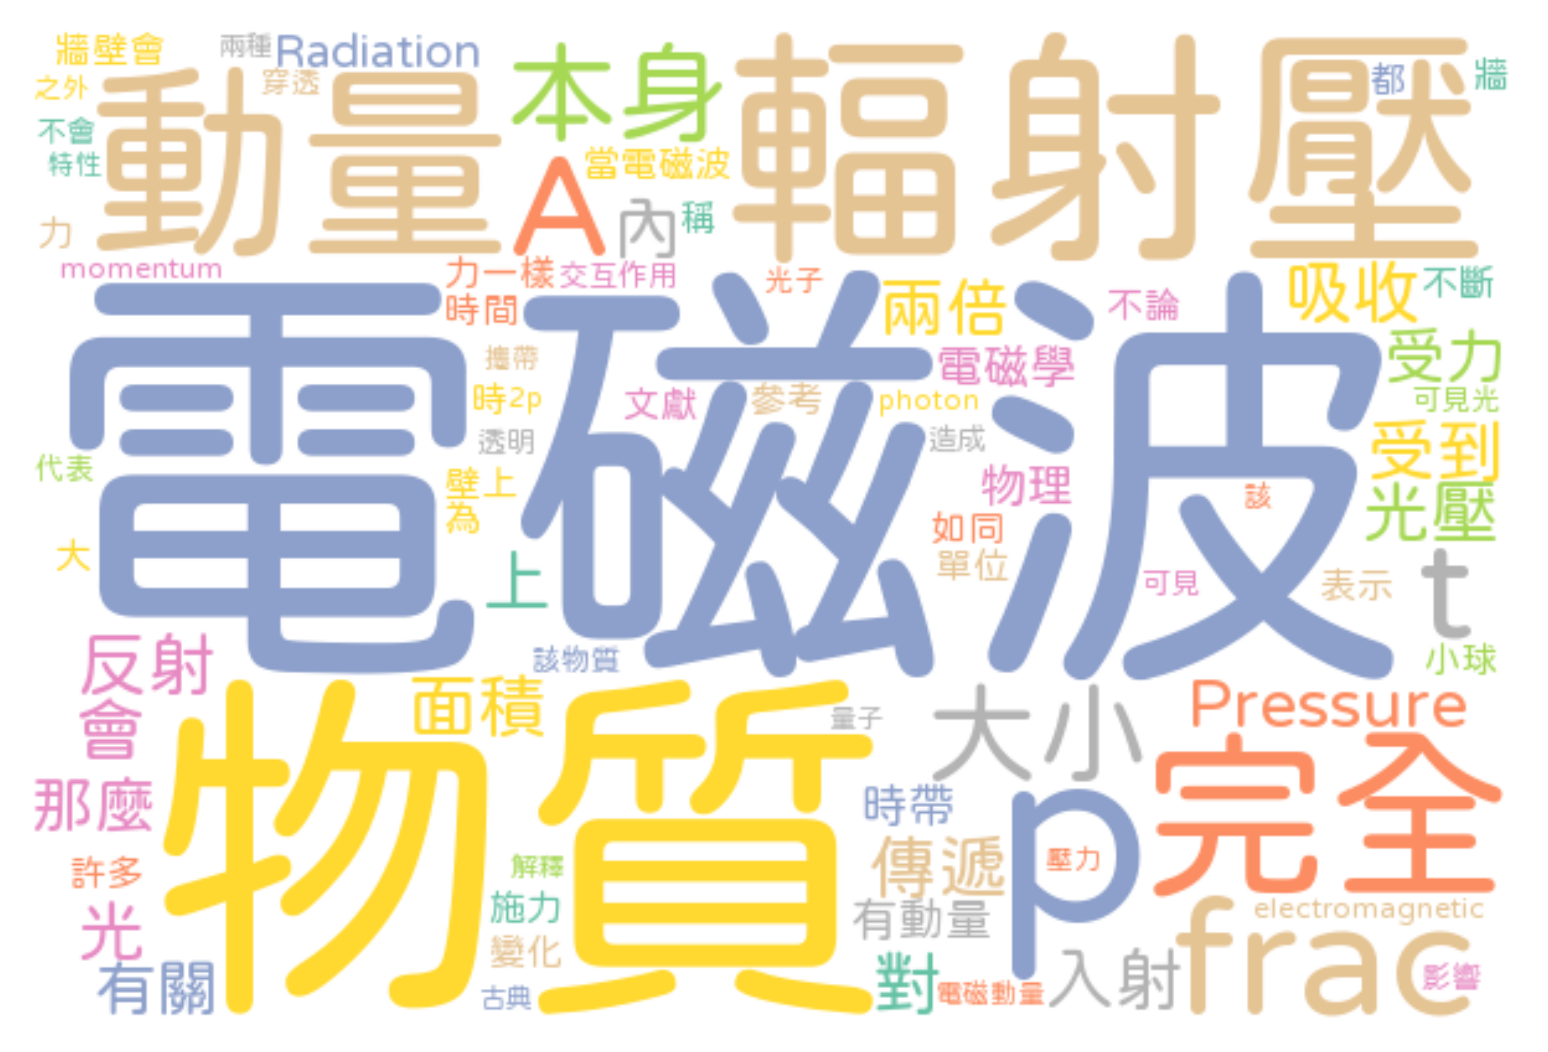 牆壁會
兩種
Radiation
本身
輻射壓
都
牆
之外
穿透
動量
不會
特性
A
當電磁波
內
稱
力
momentum
力一樣
交互作用
光子
兩倍
不論
吸收
不斷
時間
電磁波
攜帶
電磁學
受力
時2p
文獻
參考
photon
可見光
透明
造成
受到
代表
壁上
為
物理
該
光壓
大
上
如同
單位
可見
表示
t
反射
該物質
小球
會
面積
物質
量子
大小
Pressure
完全
那麼
時帶
p
許多
解釋
傳遞
壓力
光
施力
有動量
electromagnetic
frac
有關
變化
古典
對
電磁動量
入射
影響